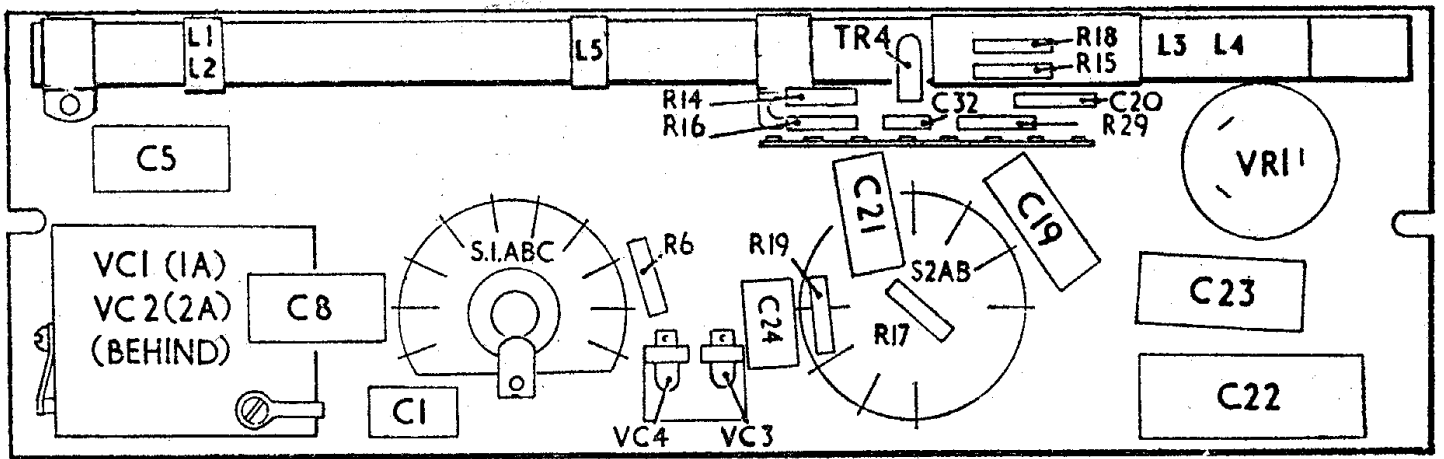 L1
L2
L5
TR4
R18
R15
L3 L4
R14
R16
C32
C20
R29
C5
VR1
C21
C19
S.1.ABC
R6
R19
S2AB
VC1 (1A)
VC2(2A)
(BEHIND)
C8
C24
R17
C23
C1
VC4
VC3
C22